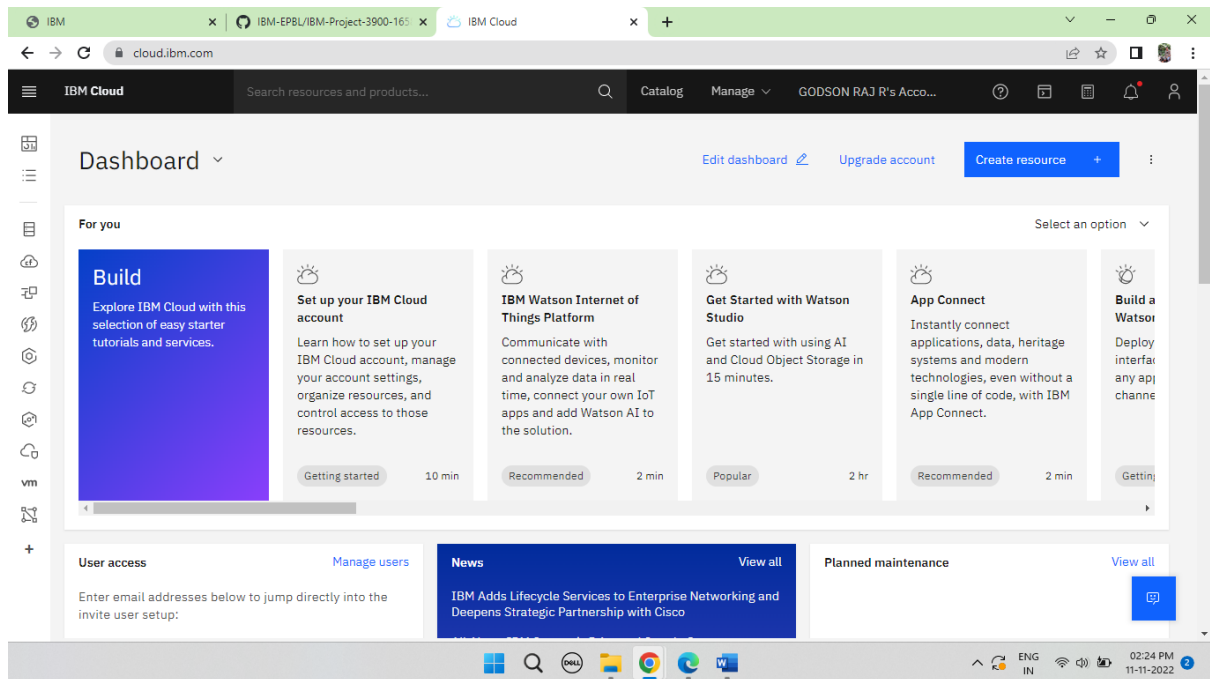 IBM
IBM-EPBL/IBM-Project-3900-165
IBM Cloud
cloud.ibm.com
IBM Cloud
Search resources and products...
Catalog
Manage
GODSON RAJ R's Acco...
Dashboard
Edit dashboard
Upgrade account
Create resource +
For you
Select an option
Build
Explore IBM Cloud with this
selection of easy starter
tutorials and services.
Set up your IBM Cloud
account
Learn how to set up your
IBM Cloud account, manage
your account settings,
organize resources, and
control access to those
resources.
Getting started
10 min
IBM Watson Internet of
Things Platform
Communicate with
connected devices, monitor
and analyze data in real
time, connect your own IoT
apps and add Watson AI to
the solution.
Recommended
2 min
Get Started with Watson
Studio
Get started with using AI
and Cloud Object Storage in
15 minutes.
Popular
2 hr
App Connect
Instantly connect
applications, data, heritage
systems and modern
technologies, even without a
single line of code, with IBM
App Connect.
Recommended
2 min
Build a
Watson
Deploy
interfac
any app
channe
Getting
vm
User access
Manage users
Enter email addresses below to jump directly into the
invite user setup:
News
View all
IBM Adds Lifecycle Services to Enterprise Networking and
Deepens Strategic Partnership with Cisco
Planned maintenance
View all
DELL
ENG
IN
02:24 PM
11-11-2022
2